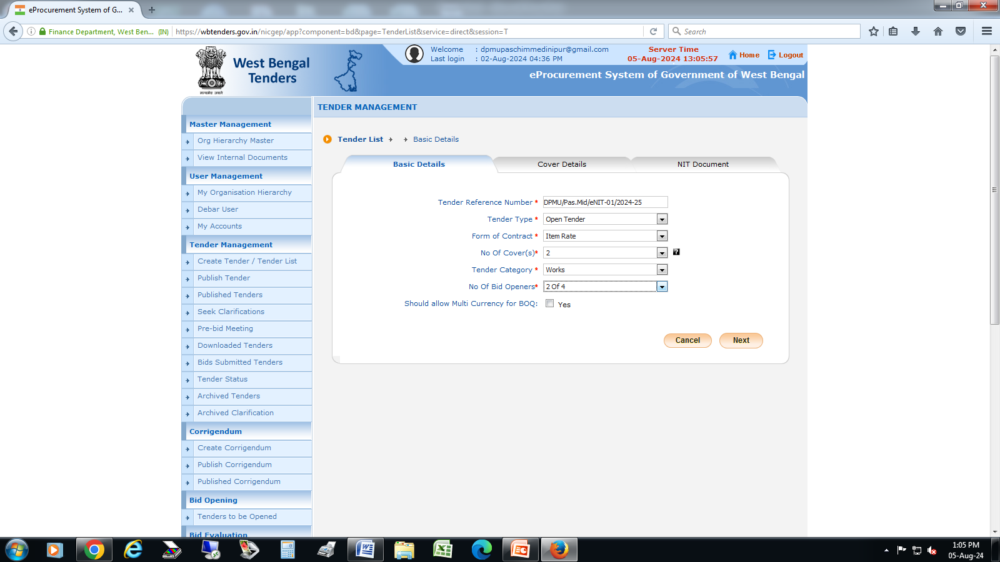 eProcurement System of G...
Finance Department, West Ben... (IN)
https://wbtenders.gov.in/nicgep/app?component=bd&page=TenderList&service=direct&session=T
Search
सत्यमेव जयते
West Bengal
Tenders
Welcome : dpmupaschimmedinipur@gmail.com
Last login : 02-Aug-2024 04:36 PM
Server Time
05-Aug-2024 13:05:57
Home
Logout
eProcurement System of Government of West Bengal
TENDER MANAGEMENT
Master Management
Org Hierarchy Master
View Internal Documents
User Management
My Organisation Hierarchy
Debar User
My Accounts
Tender Management
Create Tender / Tender List
Publish Tender
Published Tenders
Seek Clarifications
Pre-bid Meeting
Downloaded Tenders
Bids Submitted Tenders
Tender Status
Archived Tenders
Archived Clarification
Corrigendum
Create Corrigendum
Publish Corrigendum
Published Corrigendum
Bid Opening
Tenders to be Opened
Bid Evaluation
Tender List Basic Details
Basic Details
Cover Details
NIT Document
Tender Reference Number * DPMU/Pas.Mid/eNIT-01/2024-25
Tender Type * Open Tender
Form of Contract * Item Rate
No Of Cover(s)* 2
Tender Category * Works
No Of Bid Openers* 2 Of 4
Should allow Multi Currency for BOQ: Yes
Cancel
Next
1:05 PM
05-Aug-24